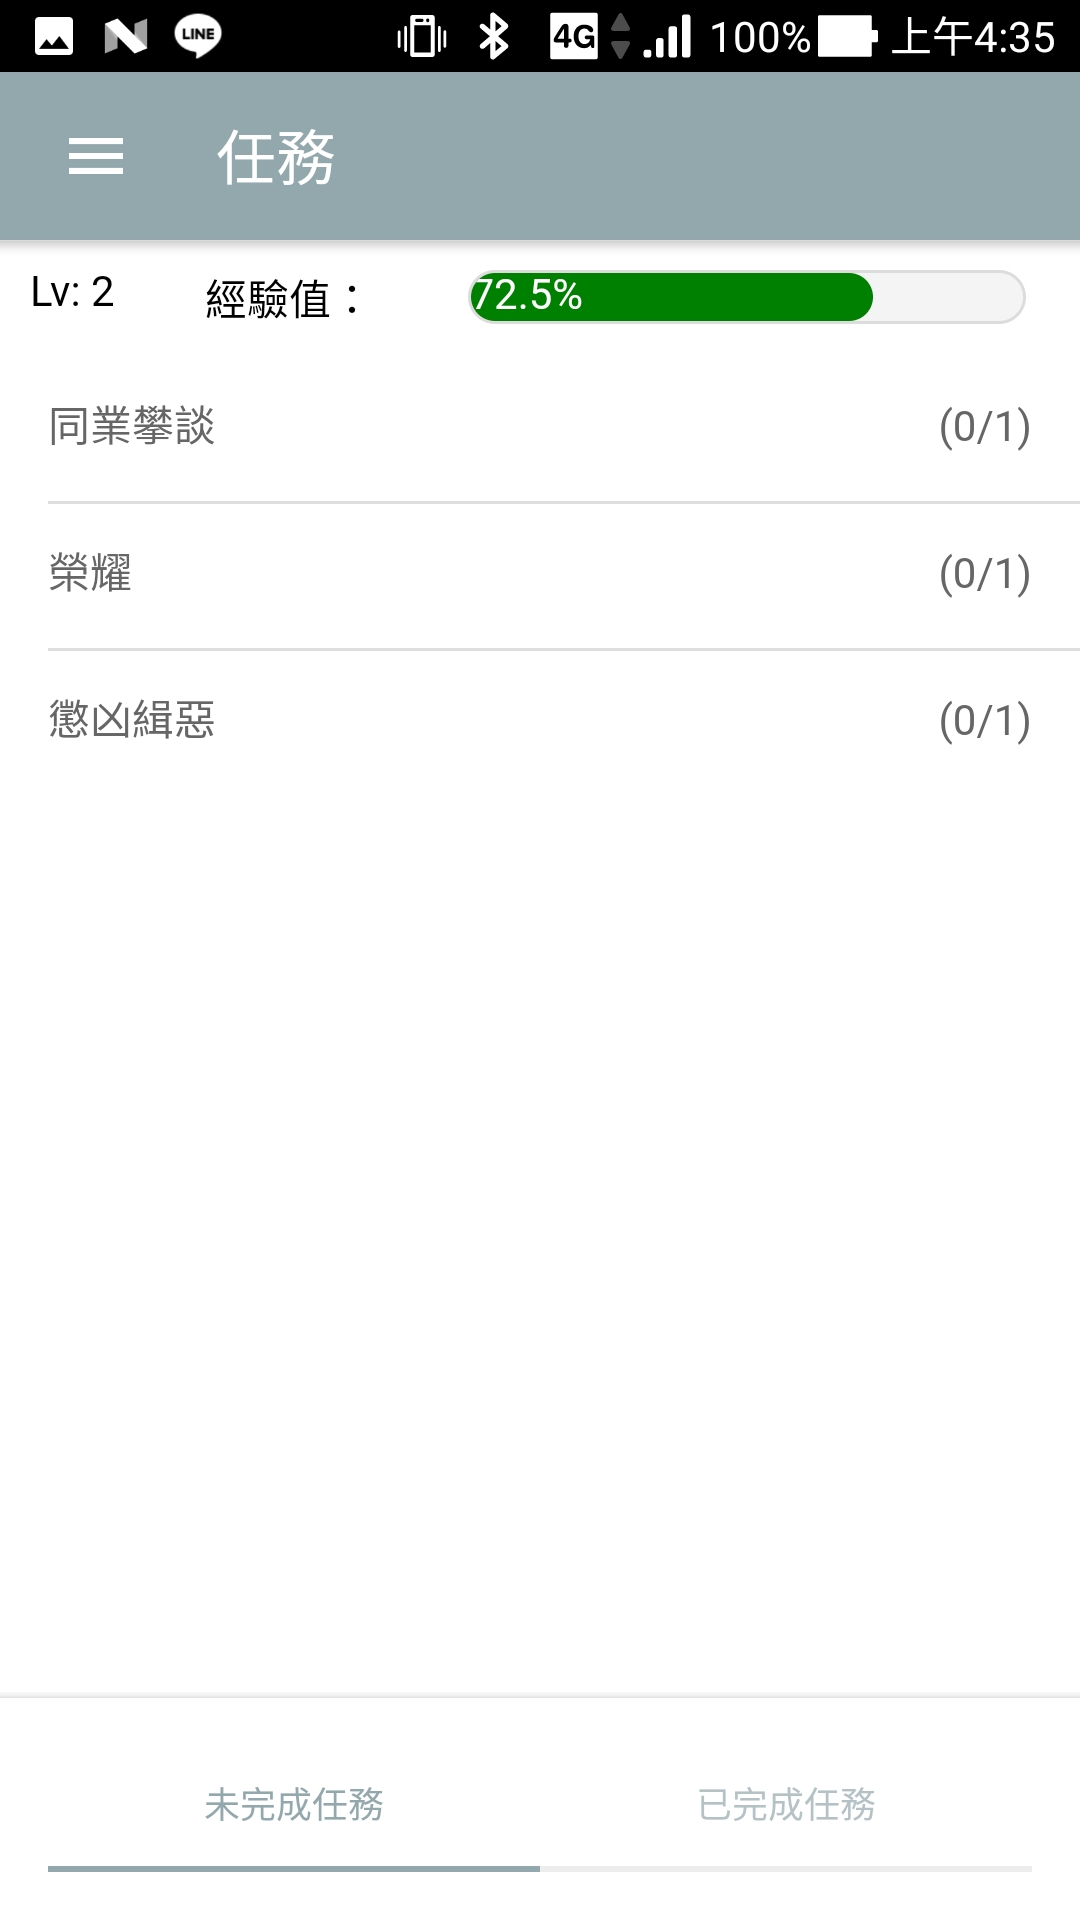 LINE 4G 100% 上午4:35
任務
Lv: 2 經驗值： 72.5%
同業攀談 (0/1)
榮耀 (0/1)
懲凶緝惡 (0/1)
未完成任務 已完成任務